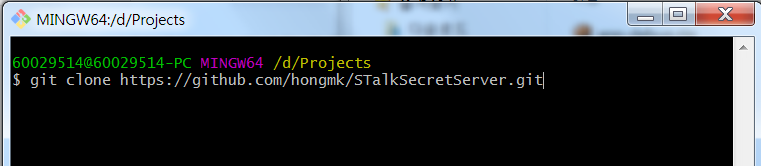 MINGW64:/d/Projects
60029514@60029514-PC MINGW64 /d/Projects
$ git clone https://github.com/hongmk/STalkSecretServer.git